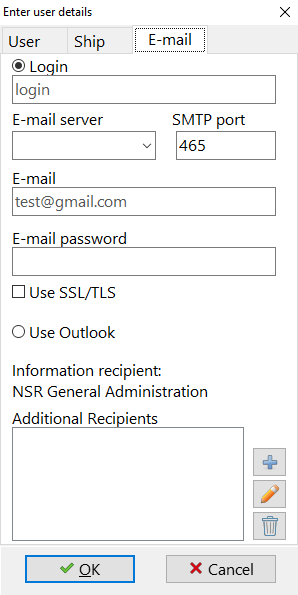 Enter user details
User Ship E-mail
Login
login
E-mail server SMTP port
465
E-mail
test@gmail.com
E-mail password
Use SSL/TLS
Use Outlook
Information recipient:
NSR General Administration
Additional Recipients
OK Cancel